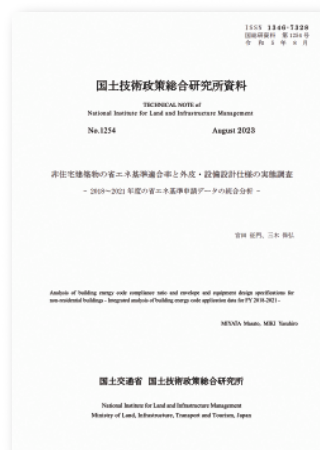 ISSN 1346-7328
国総研資料 第1254号
令和5年8月
国土技術政策総合研究所資料
TECHNICAL NOTE of
National Institute for Land and Infrastructure Management
No.1254 August 2023
非住宅建築物の省エネ基準適合率と外皮・設備設計仕様の実態調査
- 2018～2021年度の省エネ基準申請データの統合分析 -
宮田 征門, 三木 保弘
Analysis of building energy code compliance ratio and envelope and equipment design specifications for
non-residential buildings - Integrated analysis of building energy code application data for FY 2018-2021 -
MIYATA Masato, MIKI Yasuhiro
国土交通省 国土技術政策総合研究所
National Institute for Land and Infrastructure Management
Ministry of Land, Infrastructure, Transport and Tourism, Japan